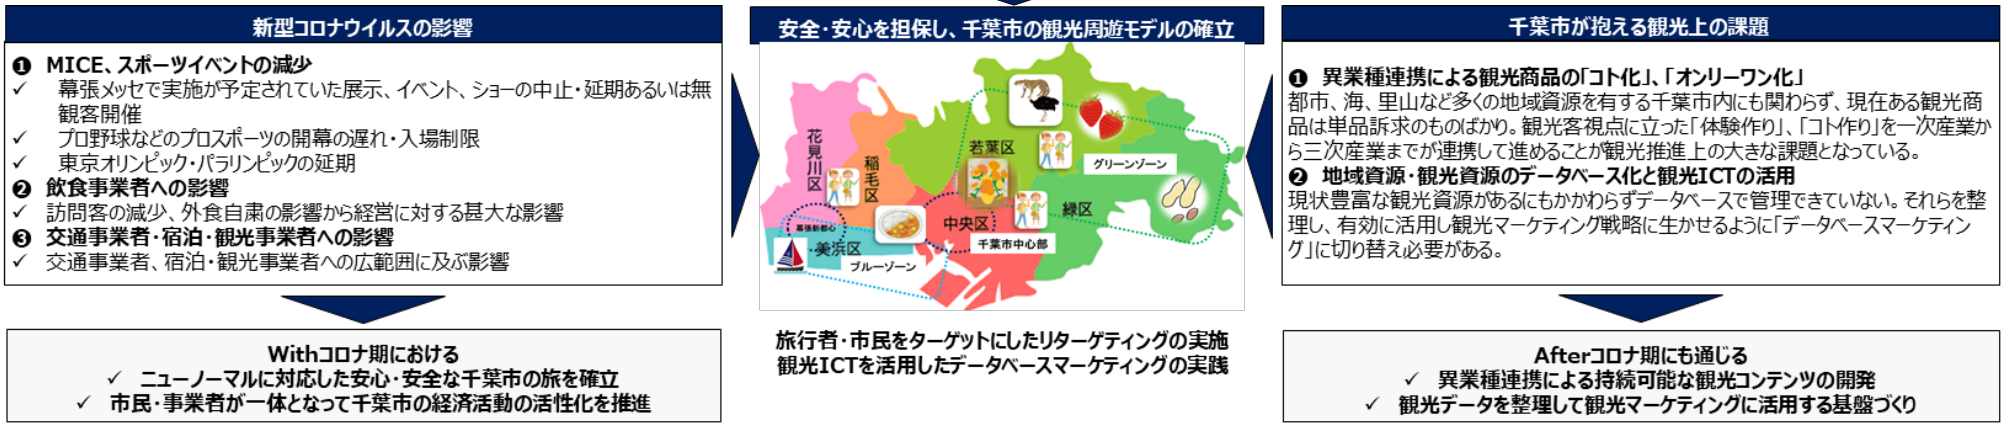 新型コロナウイルスの影響
❶ MICE、スポーツイベントの減少
✓ 幕張メッセで実施が予定されていた展示、イベント、ショーの中止・延期あるいは無
観客開催
✓ プロ野球などのプロスポーツの開幕の遅れ・入場制限
✓ 東京オリンピック・パラリンピックの延期
❷ 飲食事業者への影響
✓ 訪問客の減少、外食自粛の影響から経営に対する甚大な影響
❸ 交通事業者・宿泊・観光事業者への影響
✓ 交通事業者、宿泊・観光事業者への広範囲に及ぶ影響
Withコロナ期における
✓ ニューノーマルに対応した安心・安全な千葉市の旅を確立
✓ 市民・事業者が一体となって千葉市の経済活動の活性化を推進
安全・安心を担保し、千葉市の観光周遊モデルの確立
花見川区
稲毛区
若葉区
グリーンゾーン
緑区
中央区
千葉市中心部
幕張新都心
美浜区
ブルーゾーン
旅行者・市民をターゲットにしたリターゲティングの実施
観光ICTを活用したデータベースマーケティングの実践
千葉市が抱える観光上の課題
❶ 異業種連携による観光商品の「コト化」、「オンリーワン化」
都市、海、里山など多くの地域資源を有する千葉市内にも関わらず、現在ある観光商
品は単品訴求のものばかり。観光客視点に立った「体験作り」、「コト作り」を一次産業か
ら三次産業までが連携して進めることが観光推進上の大きな課題となっている。
❷ 地域資源・観光資源のデータベース化と観光ICTの活用
現状豊富な観光資源があるにもかかわらずデータベースで管理できていない。それらを整
理し、有効に活用し観光マーケティング戦略に生かせるように「データベースマーケティン
グ」に切り替え必要がある。
Afterコロナ期にも通じる
✓ 異業種連携による持続可能な観光コンテンツの開発
✓ 観光データを整理して観光マーケティングに活用する基盤づくり